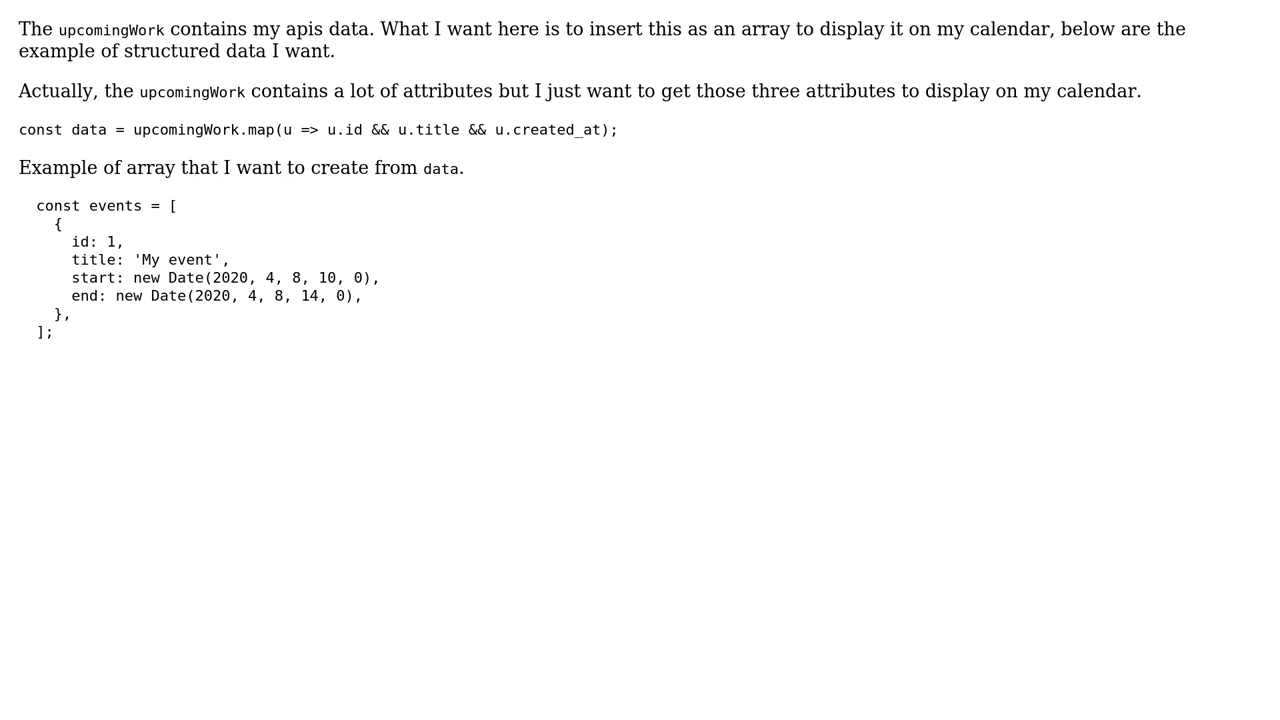 The upcomingWork contains my apis data. What I want here is to insert this as an array to display it on my calendar, below are the
example of structured data I want.
Actually, the upcomingWork contains a lot of attributes but I just want to get those three attributes to display on my calendar.
const data = upcomingWork.map(u => u.id && u.title && u.created_at);
Example of array that I want to create from data.
const events = [
{
id: 1,
title: 'My event',
start: new Date(2020, 4, 8, 10, 0),
end: new Date(2020, 4, 8, 14, 0),
},
];